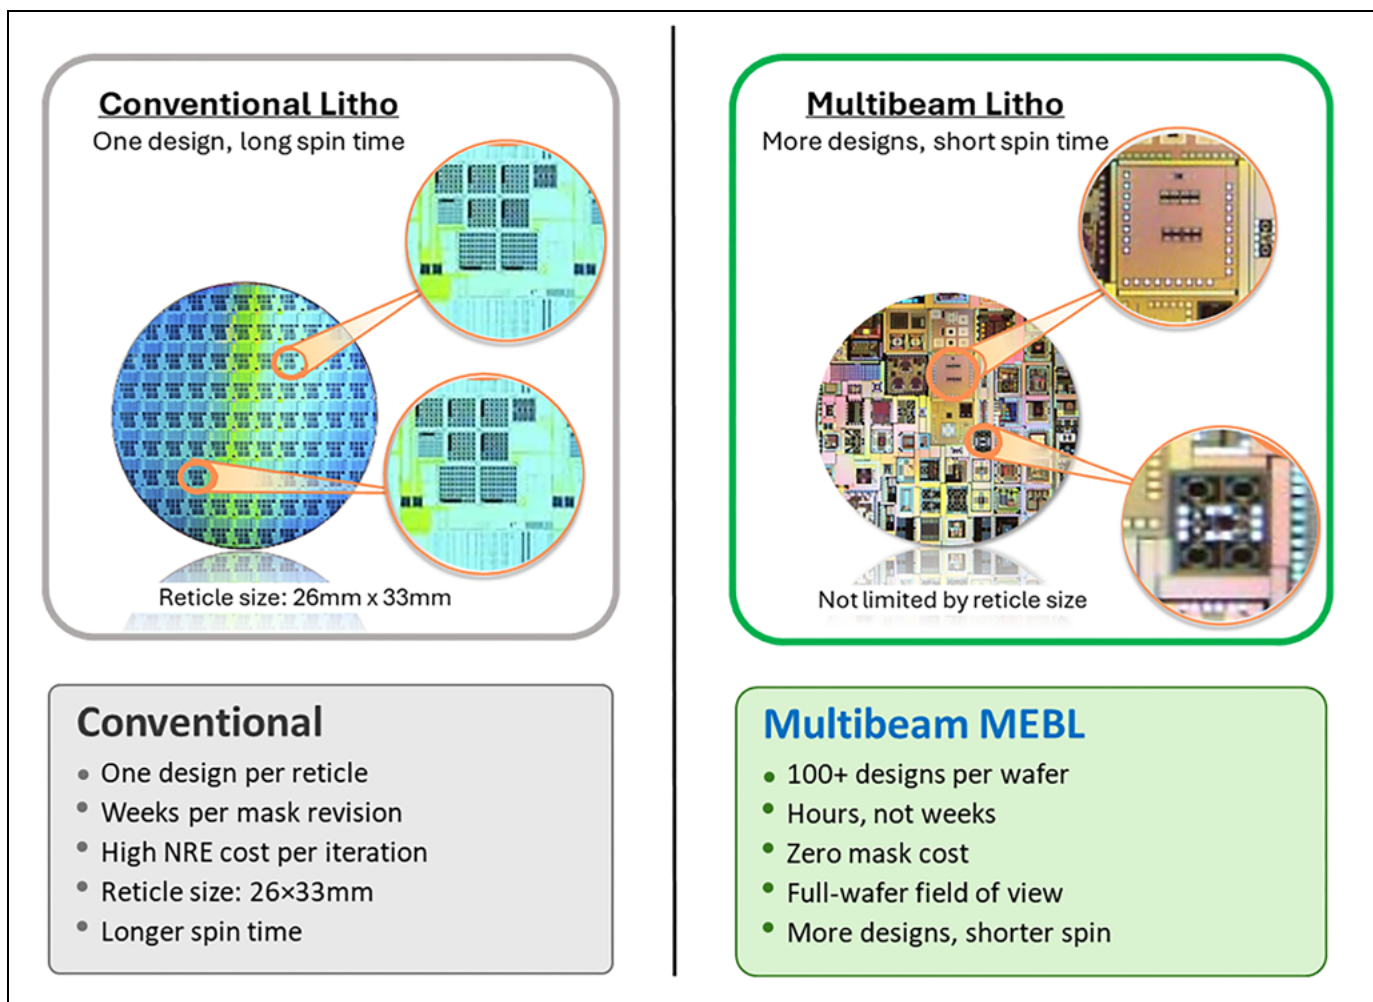 Conventional Litho
One design, long spin time
Reticle size: 26mm x 33mm
Conventional
• One design per reticle
• Weeks per mask revision
• High NRE cost per iteration
• Reticle size: 26×33mm
• Longer spin time
Multibeam Litho
More designs, short spin time
Not limited by reticle size
Multibeam MEBL
• 100+ designs per wafer
• Hours, not weeks
• Zero mask cost
• Full-wafer field of view
• More designs, shorter spin